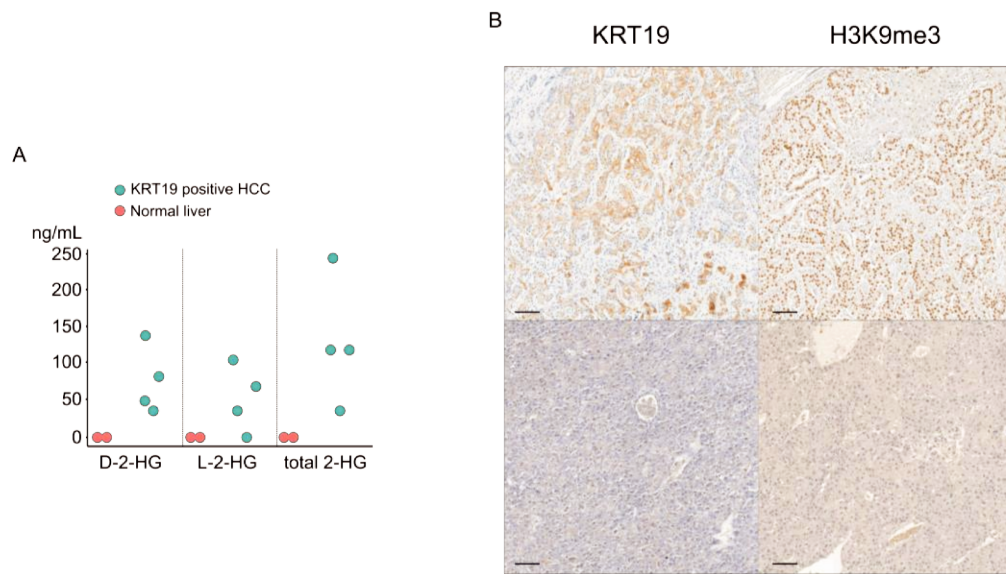 A
KRT19 positive HCC
Normal liver
ng/mL
250
200
150
100
50
0
D-2-HG
L-2-HG
total 2-HG
B
KRT19
H3K9me3